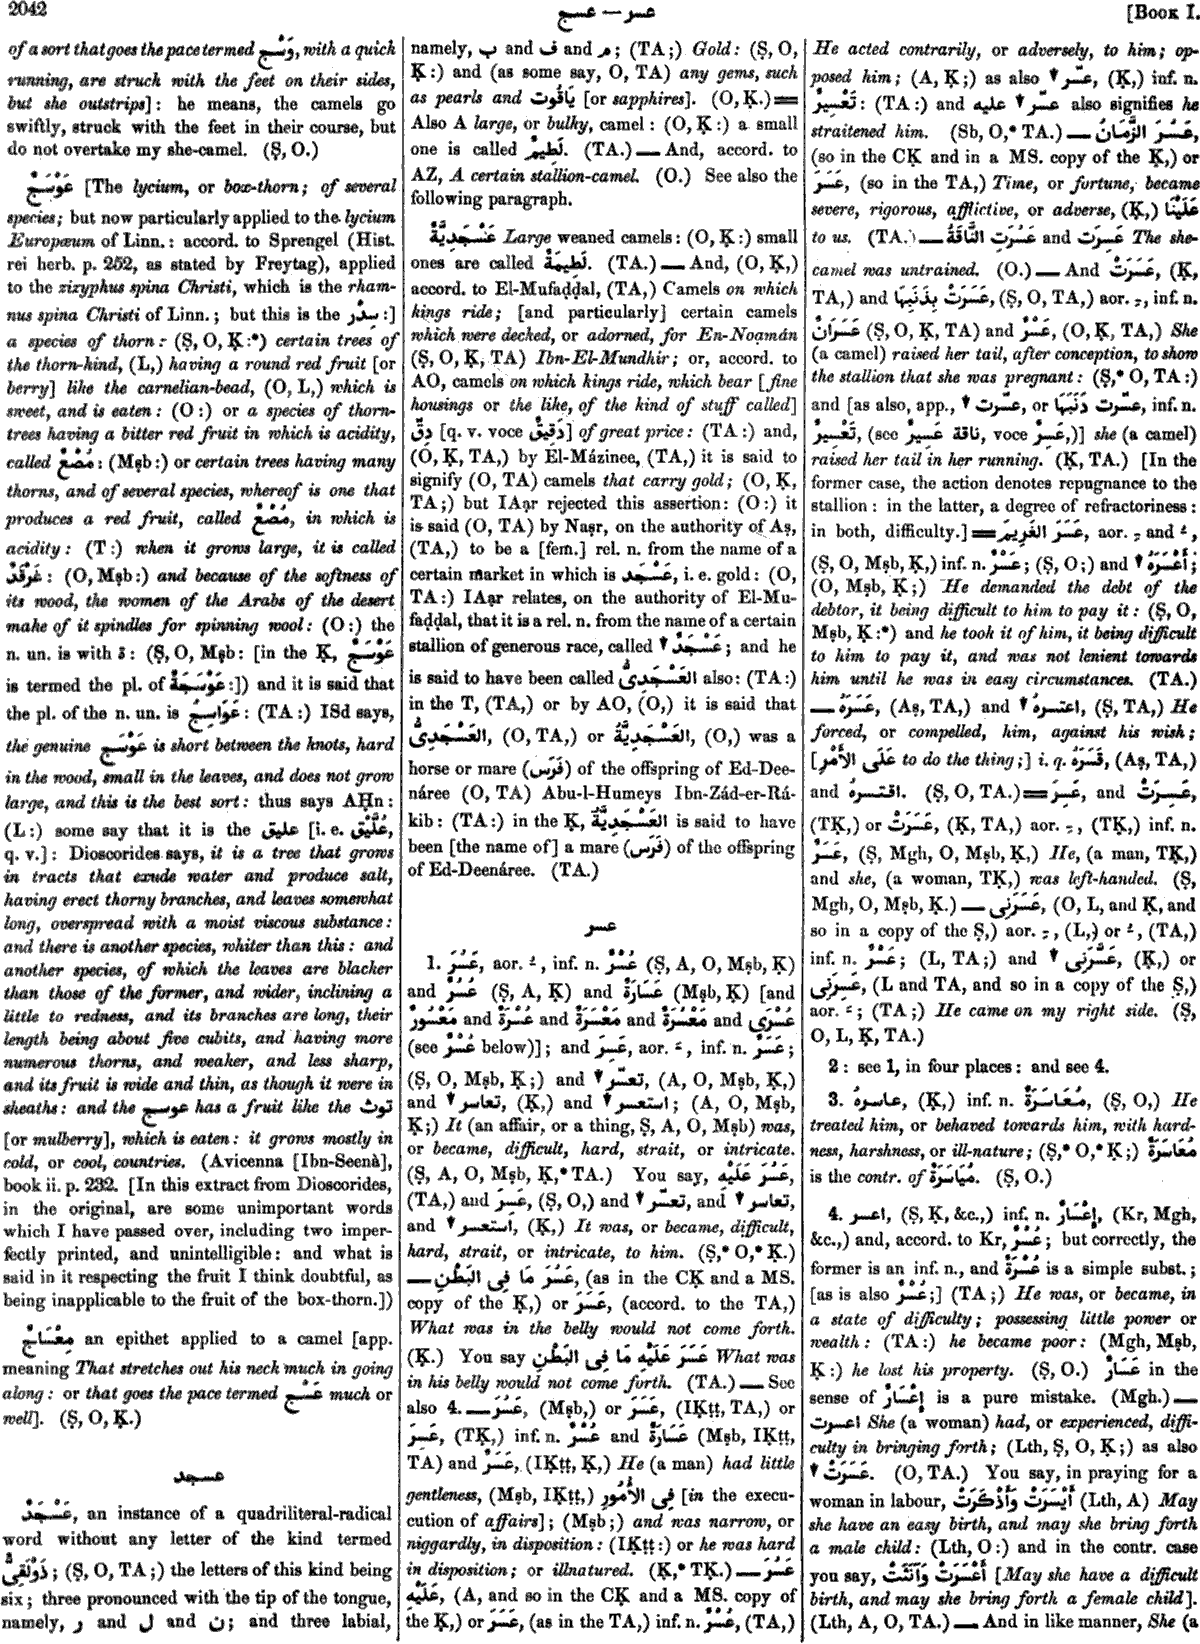 2042
عسر — عسج
[BOOK I.
of a sort that goes the pace termed وَسْج, with a quick
running, are struck with the feet on their sides,
but she outstrips]: he means, the camels go
swiftly, struck with the feet in their course, but
do not overtake my she-camel. (Ṣ, O.)
عَوْسَجٌ [The lycium, or box-thorn; of several
species; but now particularly applied to the lycium
Europæum of Linn.: accord. to Sprengel (Hist.
rei herb. p. 252, as stated by Freytag), applied
to the zizyphus spina Christi, which is the rham-
nus spina Christi of Linn.; but this is the سِدْر:]
a species of thorn: (Ṣ, O, Ḳ:*) certain trees of
the thorn-kind, (L,) having a round red fruit [or
berry] like the carnelian-bead, (O, L,) which is
sweet, and is eaten: (O:) or a species of thorn-
trees having a bitter red fruit in which is acidity,
called مُصَعْ: (Mṣb:) or certain trees having many
thorns, and of several species, whereof is one that
produces a red fruit, called مُصَعْ, in which is
acidity: (T:) when it grows large, it is called
غَرْقَدٌ: (O, Mṣb:) and because of the softness of
its wood, the women of the Arabs of the desert
make of it spindles for spinning wool: (O:) the
n. un. is with ة: (Ṣ, O, Mṣb: [in the Ḳ, عَوْسَجٌ
is termed the pl. of عَوْسَجَةٌ:]) and it is said that
the pl. of the n. un. is عَوَاسِجُ: (TA:) ISd says,
the genuine عَوْسَج is short between the knots, hard
in the wood, small in the leaves, and does not grow
large, and this is the best sort: thus says AḤn:
(L:) some say that it is the عليق [i. e. عُلَّيْق,
q. v.]: Dioscorides says, it is a tree that grows
in tracts that exude water and produce salt,
having erect thorny branches, and leaves somewhat
long, overspread with a moist viscous substance:
and there is another species, whiter than this: and
another species, of which the leaves are blacker
than those of the former, and wider, inclining a
little to redness, and its branches are long, their
length being about five cubits, and having more
numerous thorns, and weaker, and less sharp,
and its fruit is wide and thin, as though it were in
sheaths: and the عوسج has a fruit like the توث
[or mulberry], which is eaten: it grows mostly in
cold, or cool, countries. (Avicenna [Ibn-Seenà],
book ii. p. 232. [In this extract from Dioscorides,
in the original, are some unimportant words
which I have passed over, including two imper-
fectly printed, and unintelligible: and what is
said in it respecting the fruit I think doubtful, as
being inapplicable to the fruit of the box-thorn.])
مِعْسَاجٌ an epithet applied to a camel [app.
meaning That stretches out his neck much in going
along: or that goes the pace termed عَسْج much or
well]. (Ṣ, O, Ḳ.)
عسجد
عَسْجَدٌ, an instance of a quadriliteral-radical
word without any letter of the kind termed
ذَوْلَقِىٌّ; (Ṣ, O, TA;) the letters of this kind being
six; three pronounced with the tip of the tongue,
namely, ر and ل and ن; and three labial,
namely, ب and ف and م; (TA;) Gold: (Ṣ, O,
Ḳ:) and (as some say, O, TA) any gems, such
as pearls and يَاقُوت [or sapphires]. (O, Ḳ.) ═
Also A large, or bulky, camel: (O, Ḳ:) a small
one is called لَطِيمٌ. (TA.) — And, accord. to
AZ, A certain stallion-camel. (O.) See also the
following paragraph.
عَسْجَدِيَّةٌ Large weaned camels: (O, Ḳ:) small
ones are called لَطِيمَةٌ. (TA.) — And, (O, Ḳ,)
accord. to El-Mufaḍḍal, (TA,) Camels on which
kings ride; [and particularly] certain camels
which were decked, or adorned, for En-Noạmán
(Ṣ, O, Ḳ, TA) Ibn-El-Mundhir; or, accord. to
AO, camels on which kings ride, which bear [fine
housings or the like, of the kind of stuff called]
دِقّ [q. v. voce دَقِيقٌ] of great price: (TA:) and,
(O, Ḳ, TA,) by El-Mázinee, (TA,) it is said to
signify (O, TA) camels that carry gold; (O, Ḳ,
TA;) but IAạr rejected this assertion: (O:) it
is said (O, TA) by Naṣr, on the authority of Aṣ,
(TA,) to be a [fem.] rel. n. from the name of a
certain market in which is عَسْجَد, i. e. gold: (O,
TA:) IAạr relates, on the authority of El-Mu-
faḍḍal, that it is a rel. n. from the name of a certain
stallion of generous race, called ▼ عَسْجَدٌ; and he
is said to have been called العَسْجَدِىُّ also: (TA:)
in the T, (TA,) or by AO, (O,) it is said that
العَسْجَدِىُّ, (O, TA,) or العَسْجَدِيَّةُ, (O,) was a
horse or mare (فَرَس) of the offspring of Ed-Dee-
náree (O, TA) Abu-l-Humeys Ibn-Zád-er-Rá-
kib: (TA:) in the Ḳ, العَسْجَدِيَّةُ is said to have
been [the name of] a mare (فَرَس) of the offspring
of Ed-Deenáree. (TA.)
عسر
1. عَسُرَ, aor. ـُ, inf. n. عُسْرٌ (Ṣ, A, O, Mṣb, Ḳ)
and عُسُرٌ (Ṣ, A, K) and عَسَارَةٌ (Mṣb, Ḳ) [and
عُسْرَى and عُسْرَةٌ and مَعْسَرَةٌ and مَعْسُرَةٌ and مَعْسُورٌ
(see عُسْرٌ below)]; and عَسِرَ, aor. ـَ, inf. n. عَسَرٌ;
(Ṣ, O, Mṣb, Ḳ;) and ▼ تعسّر, (A, O, Mṣb, Ḳ,)
and ▼ تعاسر, (Ḳ,) and ▼ استعسر; (A, O, Mṣb,
Ḳ;) It (an affair, or a thing, Ṣ, A, O, Mṣb) was,
or became, difficult, hard, strait, or intricate.
(Ṣ, A, O, Mṣb, Ḳ,* TA.) You say, عَسُرَ عَلَيْهِ,
(TA,) and عَسِرَ, (Ṣ, O,) and ▼ تعسّر, and ▼ تعاسر,
and ▼ استعسر, (Ḳ,) It was, or became, difficult,
hard, strait, or intricate, to him. (Ṣ,* O,* Ḳ.)
— عَسُرَ مَا فِى البَطْنِ, (as in the CḲ and a MS.
copy of the Ḳ,) or عَسَرَ, (accord. to the TA,)
What was in the belly would not come forth.
(Ḳ.) You say عَسَرَ عَلَيْهِ مَا فِى البَطْنِ What was
in his belly would not come forth. (TA.) — See
also 4. — عَسُرَ, (Mṣb,) or عَسَرَ, (IḲṭṭ, TA,) or
عَسِرَ, (TḲ,) inf. n. عُسْرٌ and عَسَارَةٌ (Mṣb, IḲṭṭ,
TA) and عَسَرٌ, (IḲṭṭ, Ḳ,) He (a man) had little
gentleness, (Mṣb, IḲṭṭ,) فِى الأُمُورِ [in the execu-
cution of affairs]; (Mṣb;) and was narrow, or
niggardly, in disposition: (IḲṭṭ:) or he was hard
in disposition; or illnatured. (Ḳ,* TḲ.) — عَسُرَ
عَلَيْهِ, (A, and so in the CḲ and a MS. copy of
the Ḳ,) or عَسَرَ, (as in the TA,) inf. n. عُسْرٌ, (TA,)
He acted contrarily, or adversely, to him; op-
posed him; (A, Ḳ;) as also ▼ عسّر, (Ḳ,) inf. n.
تَعْسِيرٌ: (TA:) and عليه ▼ عسّر also signifies he
straitened him. (Sb, O,* TA.) — عَسُرَ الزَّمَانُ,
(so in the CḲ and in a MS. copy of the Ḳ,) or
عَسَرَ, (so in the TA,) Time, or fortune, became
severe, rigorous, afflictive, or adverse, (Ḳ,) عَلَيْنَا
to us. (TA.) — عَسُرَتِ النَّاقَةُ and عَسِرَتْ The she-
camel was untrained. (O.) — And عَسَرَتْ, (Ḳ,
TA,) and عَسَرَتْ بِذَنَبِهَا, (Ṣ, O, TA,) aor. ـِ, inf. n.
عَسَرَانٌ (Ṣ, O, Ḳ, TA) and عَسْرٌ, (O, Ḳ, TA,) She
(a camel) raised her tail, after conception, to show
the stallion that she was pregnant: (Ṣ,* O, TA:)
and [as also, app., ▼ عسّرت, or عسّرت ذَنَبَهَا, inf. n.
تَعْسِيرٌ, (see عَسِيرٌ ناقة, voce عَسِرٌ,)] she (a camel)
raised her tail in her running. (Ḳ, TA.) [In the
former case, the action denotes repugnance to the
stallion: in the latter, a degree of refractoriness:
in both, difficulty.] ═ عَسَرَ الغَرِيمَ, aor. ـِ and ـُ,
(Ṣ, O, Mṣb, Ḳ,) inf. n. عَسْرٌ; (Ṣ, O;) and ▼ أَعْسَرَهُ;
(O, Mṣb, Ḳ;) He demanded the debt of the
debtor, it being difficult to him to pay it: (Ṣ, O,
Mṣb, Ḳ:*) and he took it of him, it being difficult
to him to pay it, and was not lenient towards
him until he was in easy circumstances. (TA.)
— عَسَرَهُ, (Aṣ, TA,) and ▼ اعتسرهُ, (Ṣ, TA,) He
forced, or compelled, him, against his wish;
[عَلَى الأَمْرِ to do the thing;] i. q. قَسَرَهُ, (Aṣ, TA,)
and اقتسرهُ. (Ṣ, O, TA.) ═ عَسِرَ, and عَسِرَتْ,
(TḲ,) or عَسَرَتْ, (Ḳ, TA,) aor. ـِ, (TḲ,) inf. n.
عَسَرٌ, (Ṣ, Mgh, O, Mṣb, Ḳ,) He, (a man, TḲ,)
and she, (a woman, TḲ,) was left-handed. (Ṣ,
Mgh, O, Mṣb, Ḳ.) — عَسَرَنِى, (O, L, and Ḳ, and
so in a copy of the Ṣ,) aor. ـِ, (L,) or ـُ, (TA,)
inf. n. عَسْرٌ; (L, TA;) and ▼ عَسَّرَنِى, (Ḳ,) or
عَسِرَنِى, (L and TA, and so in a copy of the Ṣ,)
aor. ـَ; (TA;) He came on my right side. (Ṣ,
O, L, Ḳ, TA.)
2: see 1, in four places: and see 4.
3. عاسرهُ, (Ḳ,) inf. n. مُعَاسَرَةٌ, (Ṣ, O,) He
treated him, or behaved towards him, with hard-
ness, harshness, or ill-nature; (Ṣ,* O,* Ḳ;) مُعَاسَرَةٌ
is the contr. of مُيَاسَرَةٌ. (Ṣ, O.)
4. اعسر, (Ṣ, Ḳ, &c.,) inf. n. إِعْسَارٌ, (Kr, Mgh,
&c.,) and, accord. to Kr, عُسْرٌ; but correctly, the
former is an inf. n., and عُسْرَةٌ is a simple subst.;
[as is also عُسْرٌ;] (TA;) He was, or became, in
a state of difficulty; possessing little power or
wealth: (TA:) he became poor: (Mgh, Mṣb,
Ḳ:) he lost his property. (Ṣ, O.) عَسَارٌ in the
sense of إِعْسَارٌ is a pure mistake. (Mgh.) —
اعسرت She (a woman) had, or experienced, diffi-
culty in bringing forth; (Lth, Ṣ, O, Ḳ;) as also
▼ عَسَرَتْ. (O, TA.) You say, in praying for a
woman in labour, أَيْسَرَتْ وَأَذْكَرَتْ (Lth, A) May
she have an easy birth, and may she bring forth
a male child: (Lth, O:) and in the contr. case
you say, أَعْسَرَتْ وَآنَثَتْ [May she have a difficult
birth, and may she bring forth a female child].
(Lth, A, O, TA.) — And in like manner, She (a